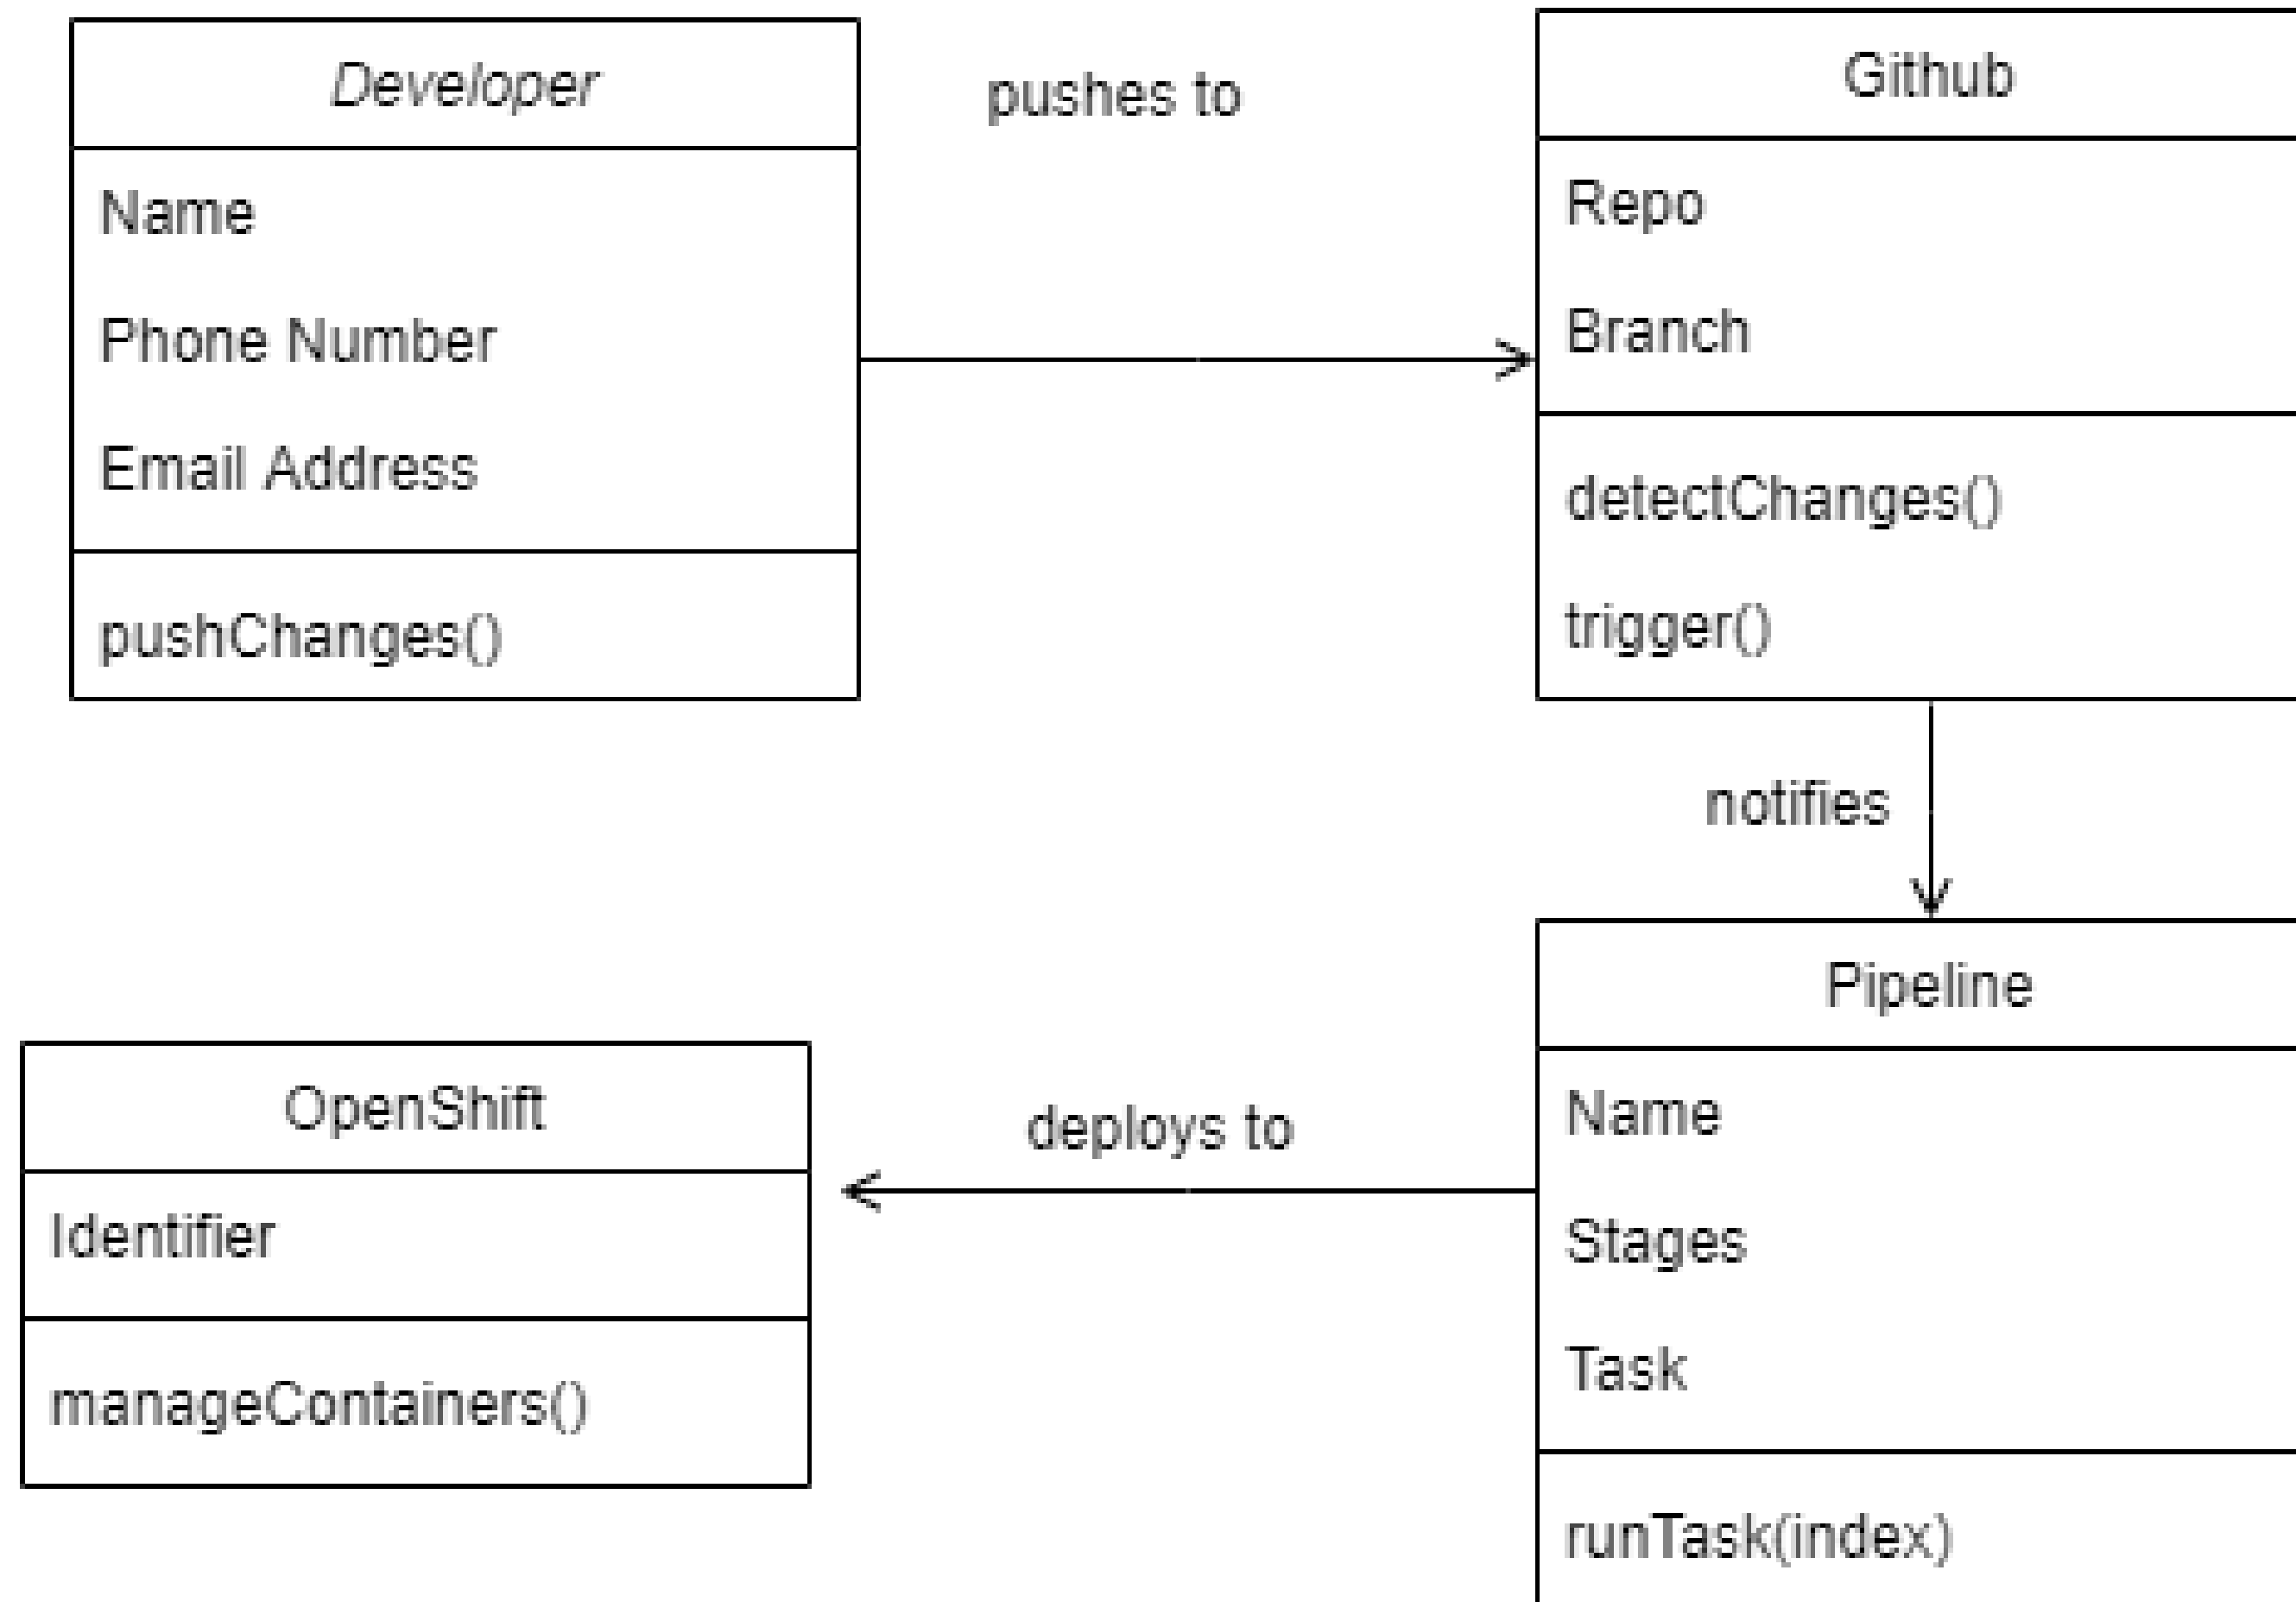 Developer
Name
Phone Number
Email Address
pushChanges()
pushes to
Github
Repo
Branch
detectChanges()
trigger()
notifies
Pipeline
Name
Stages
Task
runTask(index)
deploys to
OpenShift
Identifier
manageContainers()